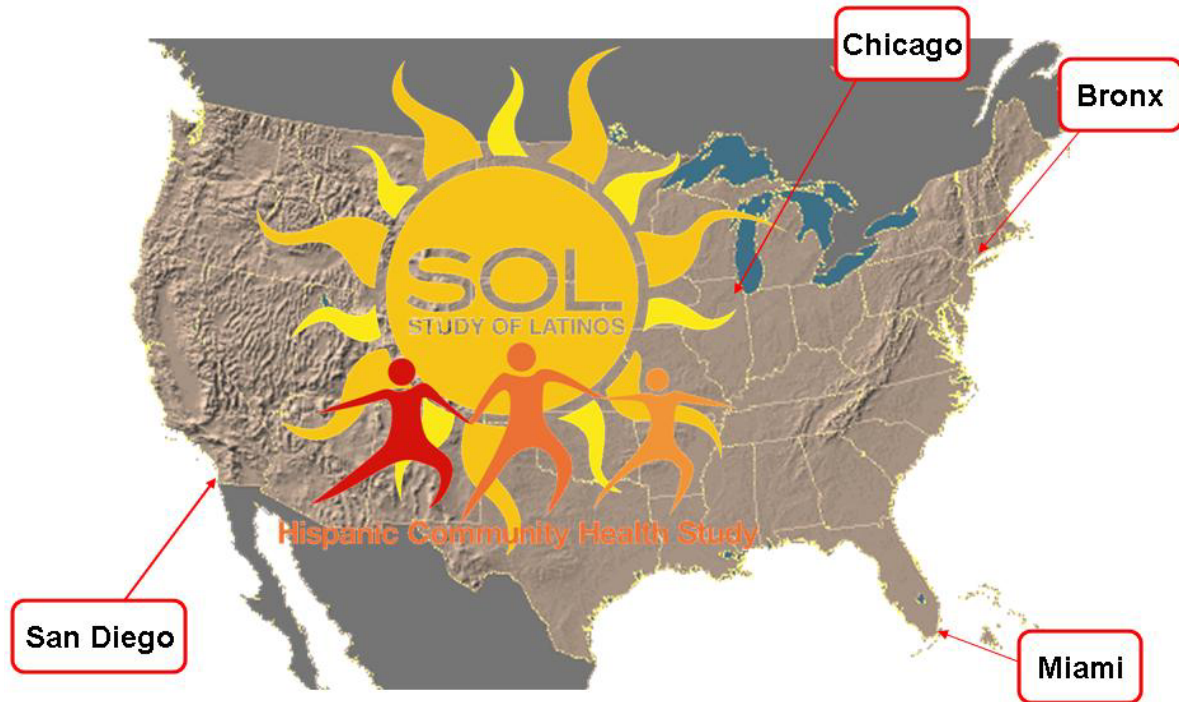 Chicago
Bronx
SOL
STUDY OF LATINOS
Hispanic Community Health Study
San Diego
Miami